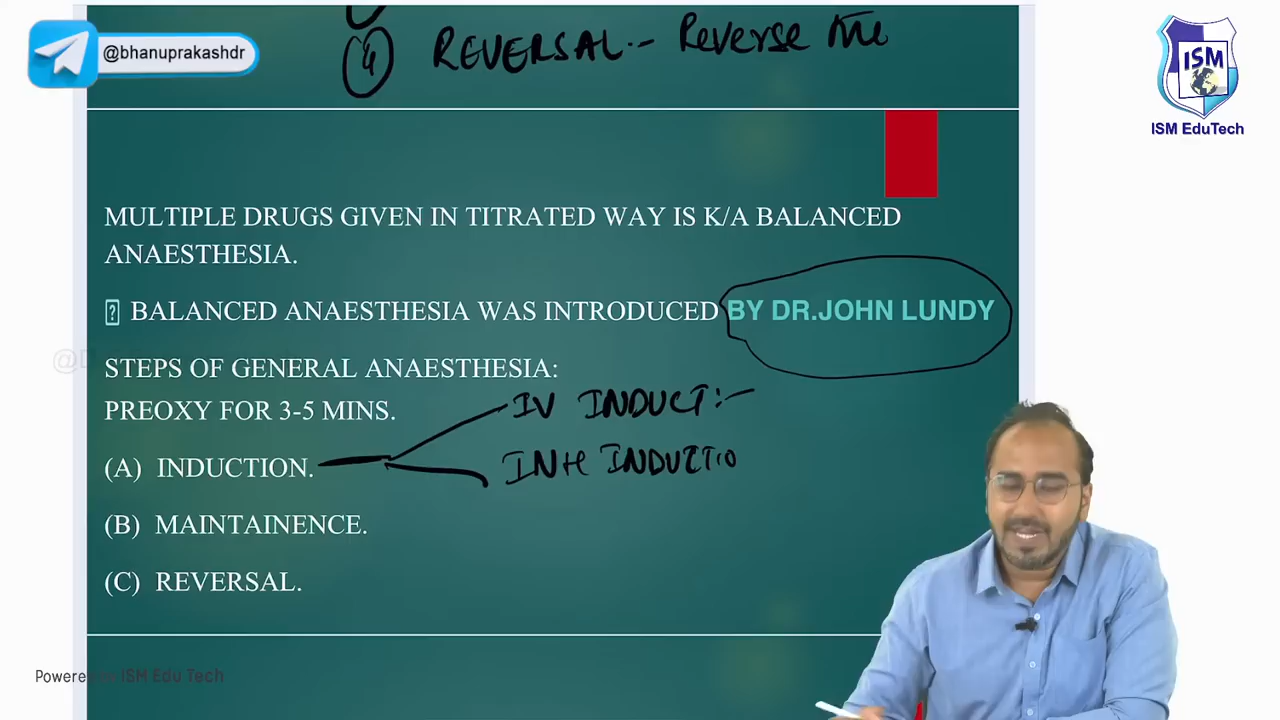 @bhanuprakashdr
④ REVERSAL:- Reverse the
ISM
ISM EduTech
MULTIPLE DRUGS GIVEN IN TITRATED WAY IS K/A BALANCED
ANAESTHESIA.
BALANCED ANAESTHESIA WAS INTRODUCED BY DR.JOHN LUNDY
STEPS OF GENERAL ANAESTHESIA:
PREOXY FOR 3-5 MINS.
IV INDUCT:-
(A) INDUCTION.
INH INDUCTIO
(B) MAINTAINENCE.
(C) REVERSAL.
Powered by ISM Edu Tech